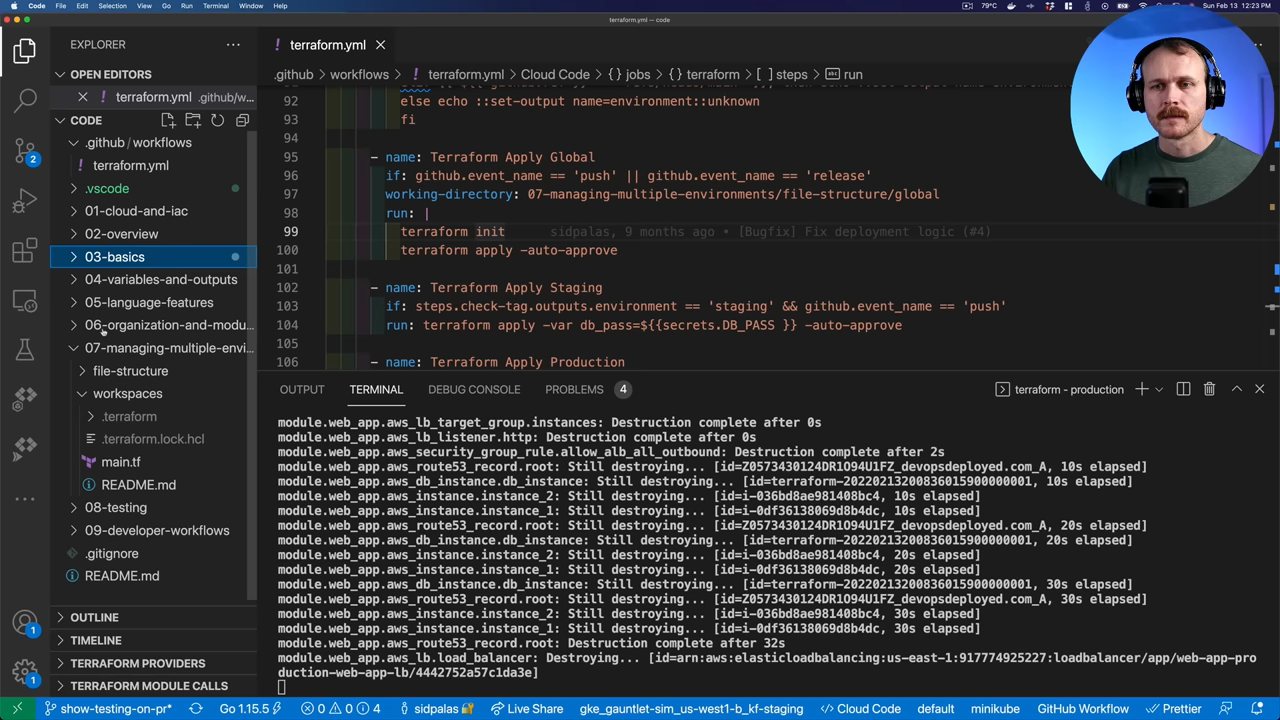 Code File Edit Selection View Go Run Terminal Window Help 79°C Sun Feb 13 12:23 PM
terraform.yml — code
EXPLORER
OPEN EDITORS
terraform.yml .github/w...
CODE
.github / workflows
terraform.yml
.vscode
01-cloud-and-iac
02-overview
03-basics
04-variables-and-outputs
05-language-features
06-organization-and-modu...
07-managing-multiple-envi...
file-structure
workspaces
.terraform
.terraform.lock.hcl
main.tf
README.md
08-testing
09-developer-workflows
.gitignore
README.md
OUTLINE
TIMELINE
TERRAFORM PROVIDERS
TERRAFORM MODULE CALLS
2
1
1
terraform.yml
.github › workflows › terraform.yml › Cloud Code › {} jobs › {} terraform › [ ] steps › run
92 else echo ::set-output name=environment::unknown
93 fi
94
95 - name: Terraform Apply Global
96 if: github.event_name == 'push' || github.event_name == 'release'
97 working-directory: 07-managing-multiple-environments/file-structure/global
98 run: |
99 terraform init sidpalas, 9 months ago • [Bugfix] Fix deployment logic (#4)
100 terraform apply -auto-approve
101
102 - name: Terraform Apply Staging
103 if: steps.check-tag.outputs.environment == 'staging' && github.event_name == 'push'
104 run: terraform apply -var db_pass=${{secrets.DB_PASS }} -auto-approve
105
106 - name: Terraform Apply Production
OUTPUT TERMINAL DEBUG CONSOLE PROBLEMS 4 terraform - production
module.web_app.aws_lb_target_group.instances: Destruction complete after 0s
module.web_app.aws_lb_listener.http: Destruction complete after 0s
module.web_app.aws_security_group_rule.allow_alb_all_outbound: Destruction complete after 2s
module.web_app.aws_route53_record.root: Still destroying... [id=Z0573430124DR1O94U1FZ_devopsdeployed.com_A, 10s elapsed]
module.web_app.aws_db_instance.db_instance: Still destroying... [id=terraform-20220213200836015900000001, 10s elapsed]
module.web_app.aws_instance.instance_2: Still destroying... [id=i-036bd8ae981408bc4, 10s elapsed]
module.web_app.aws_instance.instance_1: Still destroying... [id=i-0df36138069d8b4dc, 10s elapsed]
module.web_app.aws_route53_record.root: Still destroying... [id=Z0573430124DR1O94U1FZ_devopsdeployed.com_A, 20s elapsed]
module.web_app.aws_db_instance.db_instance: Still destroying... [id=terraform-20220213200836015900000001, 20s elapsed]
module.web_app.aws_instance.instance_2: Still destroying... [id=i-036bd8ae981408bc4, 20s elapsed]
module.web_app.aws_instance.instance_1: Still destroying... [id=i-0df36138069d8b4dc, 20s elapsed]
module.web_app.aws_db_instance.db_instance: Still destroying... [id=terraform-20220213200836015900000001, 30s elapsed]
module.web_app.aws_route53_record.root: Still destroying... [id=Z0573430124DR1O94U1FZ_devopsdeployed.com_A, 30s elapsed]
module.web_app.aws_instance.instance_2: Still destroying... [id=i-036bd8ae981408bc4, 30s elapsed]
module.web_app.aws_instance.instance_1: Still destroying... [id=i-0df36138069d8b4dc, 30s elapsed]
module.web_app.aws_route53_record.root: Destruction complete after 32s
module.web_app.aws_lb.load_balancer: Destroying... [id=arn:aws:elasticloadbalancing:us-east-1:917774925227:loadbalancer/app/web-app-pro
duction-web-app-lb/4442752a57c1da3e]
show-testing-on-pr* Go 1.15.5 0 0 4 sidpalas Live Share gke_gauntlet-sim_us-west1-b_kf-staging Cloud Code default minikube GitHub Workflow Prettier